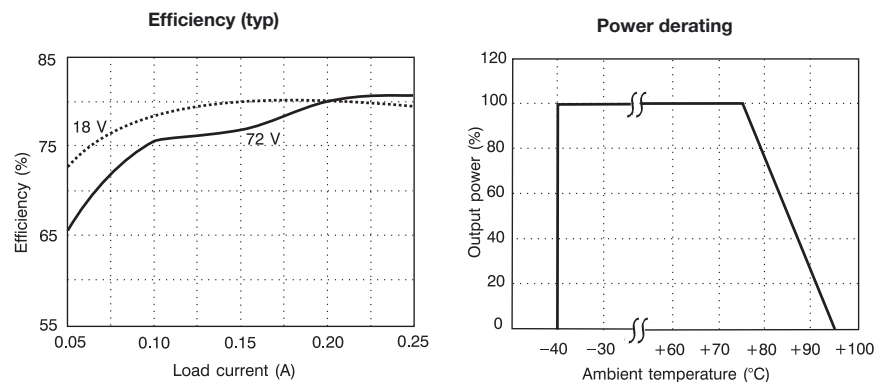 Efficiency (typ)
85
75
65
55
Efficiency (%)
18 V
72 V
0.05 0.10 0.15 0.20 0.25
Load current (A)
Power derating
120
100
80
60
40
20
0
Output power (%)
−40 −30 +60 +70 +80 +90 +100
Ambient temperature (°C)